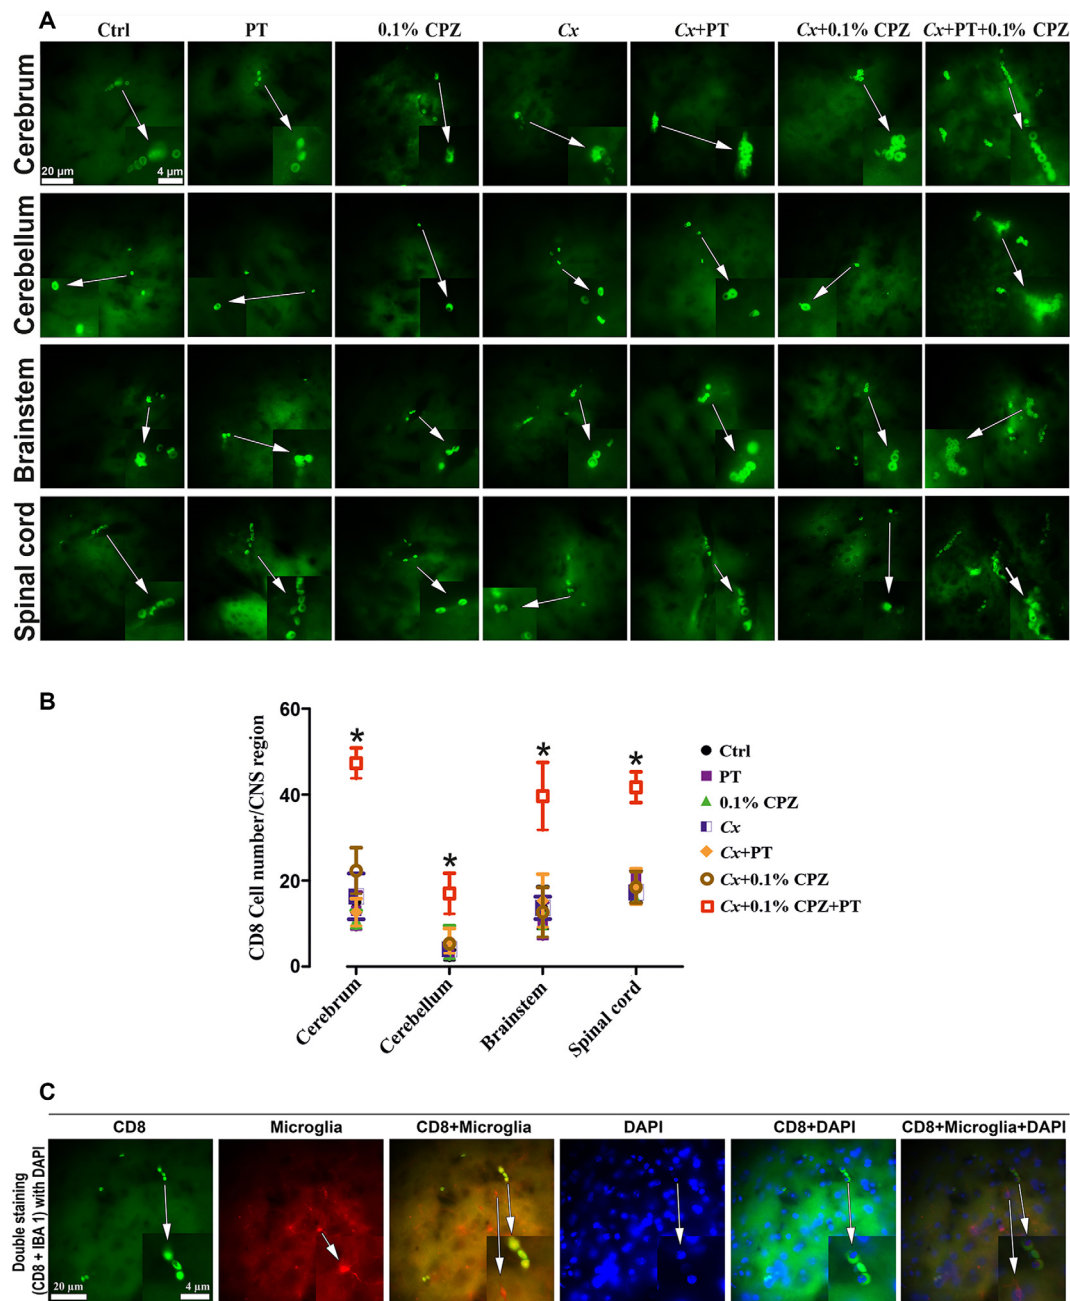 A
Ctrl PT 0.1% CPZ Cx Cx+PT Cx+0.1% CPZ Cx+PT+0.1% CPZ
Cerebrum
20 µm 4 µm
Cerebellum
Brainstem
Spinal cord
B
CD8 Cell number/CNS region
60
40
20
0
* * * *
Cerebrum
Cerebellum
Brainstem
Spinal cord
Ctrl
PT
0.1% CPZ
Cx
Cx+PT
Cx+0.1% CPZ
Cx+0.1% CPZ+PT
C
CD8 Microglia CD8+Microglia DAPI CD8+DAPI CD8+Microglia+DAPI
Double staining
(CD8 + IBA 1) with DAPI
20 µm 4 µm